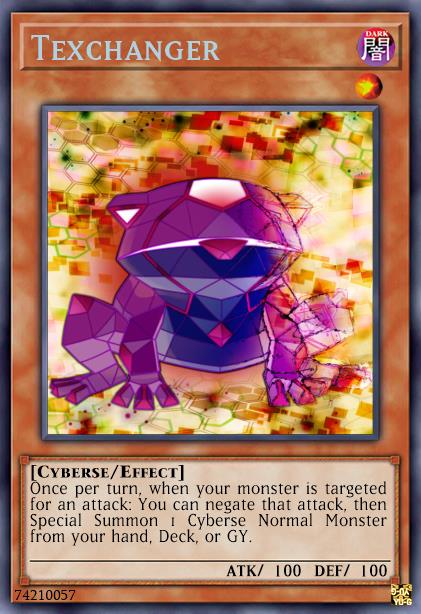 TEXCHANGER
DARK
闇
[CYBERSE/EFFECT]
Once per turn, when your monster is targeted
for an attack: You can negate that attack, then
Special Summon 1 Cyberse Normal Monster
from your hand, Deck, or GY.
ATK/ 100 DEF/ 100
74210057